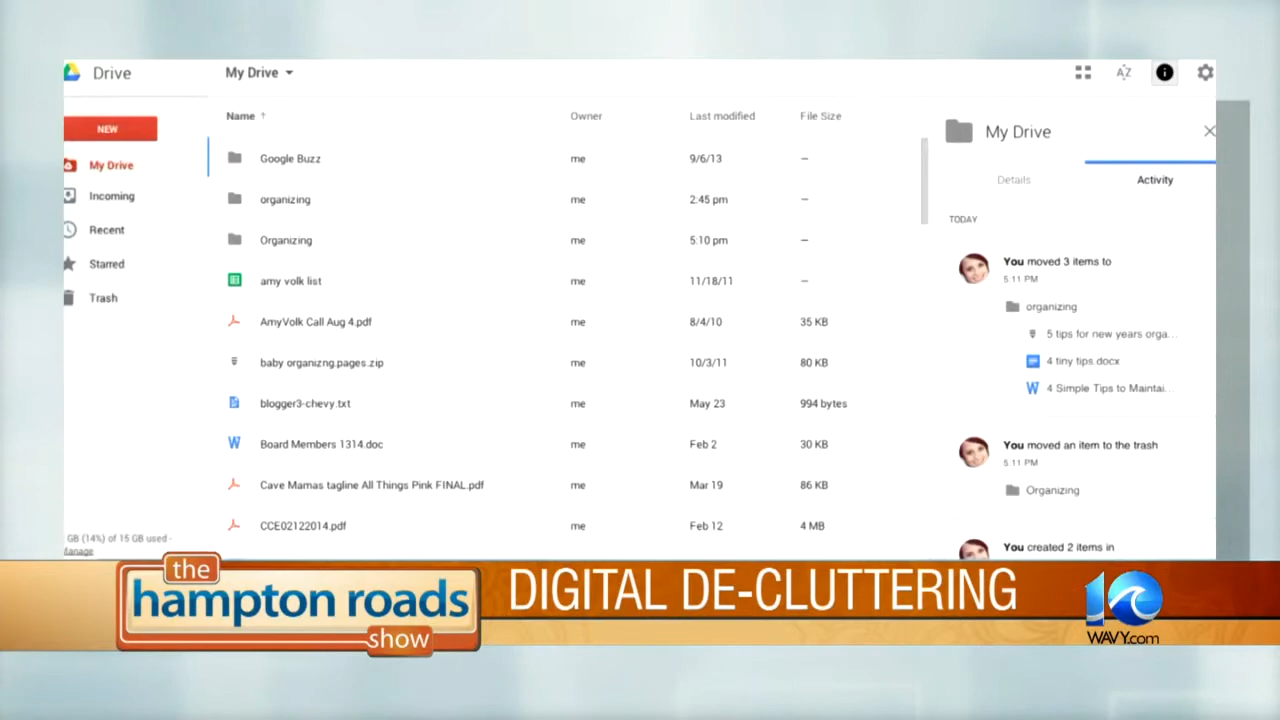 Drive
My Drive
AZ
NEW
My Drive
Incoming
Recent
Starred
Trash
GB (14%) of 15 GB used -
Manage
Name ↑ Owner Last modified File Size
Google Buzz me 9/6/13 –
organizing me 2:45 pm –
Organizing me 5:10 pm –
amy volk list me 11/18/11 –
AmyVolk Call Aug 4.pdf me 8/4/10 35 KB
baby organizng.pages.zip me 10/3/11 80 KB
blogger3-chevy.txt me May 23 994 bytes
W Board Members 1314.doc me Feb 2 30 KB
Cave Mamas tagline All Things Pink FINAL.pdf me Mar 19 86 KB
CCE02122014.pdf me Feb 12 4 MB
My Drive
Details Activity
TODAY
You moved 3 items to
5:11 PM
organizing
5 tips for new years orga...
4 tiny tips.docx
W 4 Simple Tips to Maintai...
You moved an item to the trash
5:11 PM
Organizing
You created 2 items in
the
hampton roads
show
DIGITAL DE-CLUTTERING
10
WAVY.com